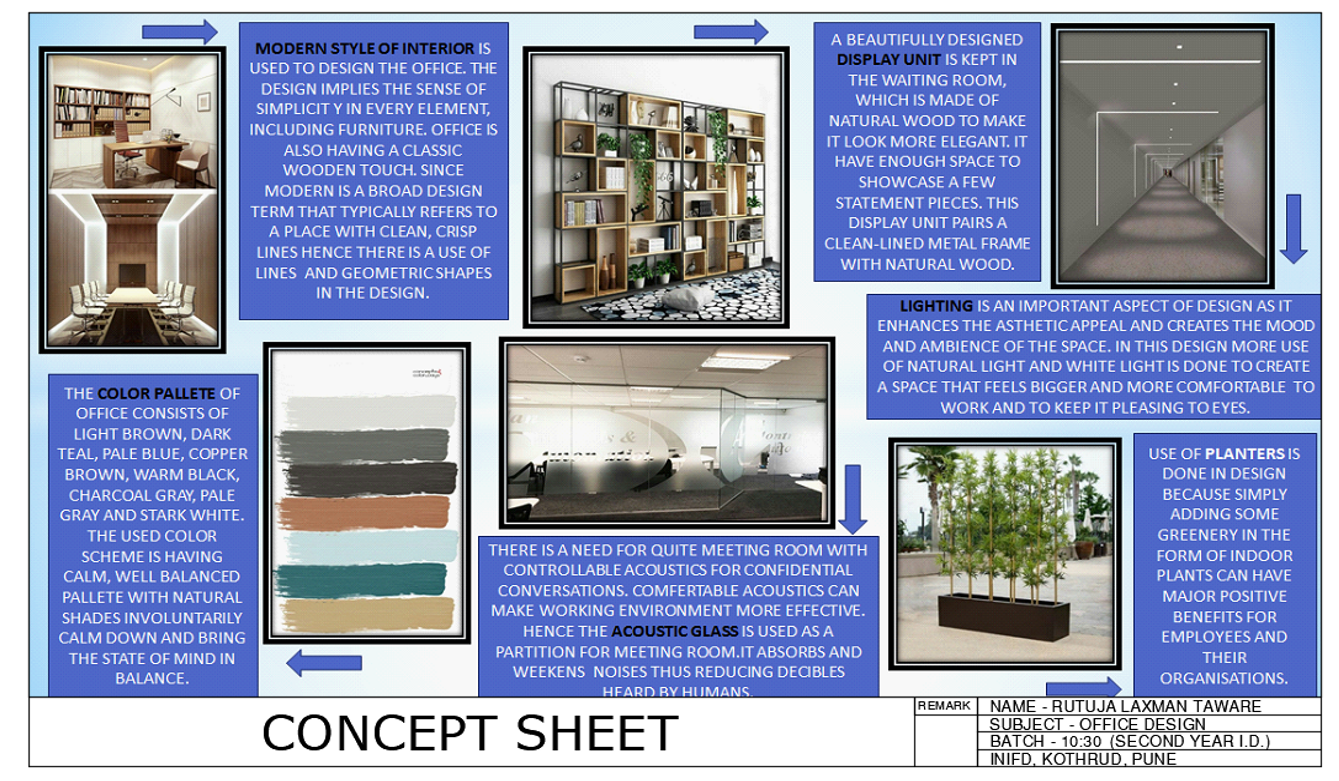 MODERN STYLE OF INTERIOR IS
USED TO DESIGN THE OFFICE. THE
DESIGN IMPLIES THE SENSE OF
SIMPLICIT Y IN EVERY ELEMENT,
INCLUDING FURNITURE. OFFICE IS
ALSO HAVING A CLASSIC
WOODEN TOUCH. SINCE
MODERN IS A BROAD DESIGN
TERM THAT TYPICALLY REFERS TO
A PLACE WITH CLEAN, CRISP
LINES HENCE THERE IS A USE OF
LINES AND GEOMETRIC SHAPES
IN THE DESIGN.
A BEAUTIFULLY DESIGNED
DISPLAY UNIT IS KEPT IN
THE WAITING ROOM,
WHICH IS MADE OF
NATURAL WOOD TO MAKE
IT LOOK MORE ELEGANT. IT
HAVE ENOUGH SPACE TO
SHOWCASE A FEW
STATEMENT PIECES. THIS
DISPLAY UNIT PAIRS A
CLEAN-LINED METAL FRAME
WITH NATURAL WOOD.
LIGHTING IS AN IMPORTANT ASPECT OF DESIGN AS IT
ENHANCES THE ASTHETIC APPEAL AND CREATES THE MOOD
AND AMBIENCE OF THE SPACE. IN THIS DESIGN MORE USE
OF NATURAL LIGHT AND WHITE LIGHT IS DONE TO CREATE
A SPACE THAT FEELS BIGGER AND MORE COMFORTABLE TO
WORK AND TO KEEP IT PLEASING TO EYES.
THE COLOR PALLETE OF
OFFICE CONSISTS OF
LIGHT BROWN, DARK
TEAL, PALE BLUE, COPPER
BROWN, WARM BLACK,
CHARCOAL GRAY, PALE
GRAY AND STARK WHITE.
THE USED COLOR
SCHEME IS HAVING
CALM, WELL BALANCED
PALLETE WITH NATURAL
SHADES INVOLUNTARILY
CALM DOWN AND BRING
THE STATE OF MIND IN
BALANCE.
THERE IS A NEED FOR QUITE MEETING ROOM WITH
CONTROLLABLE ACOUSTICS FOR CONFIDENTIAL
CONVERSATIONS. COMFERTABLE ACOUSTICS CAN
MAKE WORKING ENVIRONMENT MORE EFFECTIVE.
HENCE THE ACOUSTIC GLASS IS USED AS A
PARTITION FOR MEETING ROOM.IT ABSORBS AND
WEEKENS NOISES THUS REDUCING DECIBLES
HEARD BY HUMANS.
USE OF PLANTERS IS
DONE IN DESIGN
BECAUSE SIMPLY
ADDING SOME
GREENERY IN THE
FORM OF INDOOR
PLANTS CAN HAVE
MAJOR POSITIVE
BENEFITS FOR
EMPLOYEES AND
THEIR
ORGANISATIONS.
CONCEPT SHEET
REMARK
NAME - RUTUJA LAXMAN TAWARE
SUBJECT - OFFICE DESIGN
BATCH - 10:30 (SECOND YEAR I.D.)
INIFD, KOTHRUD, PUNE